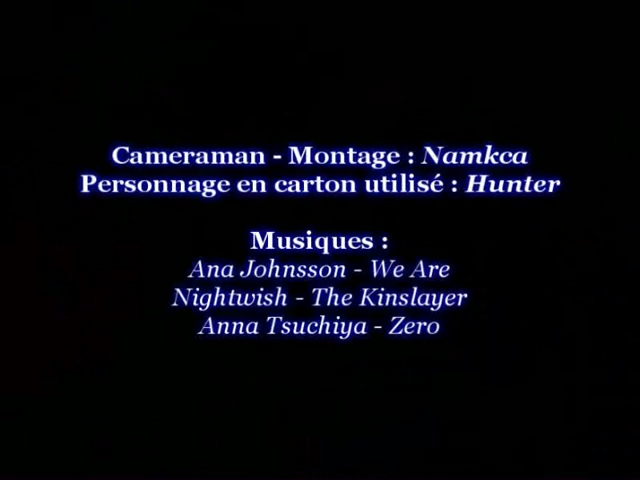 Cameraman - Montage : Namkca
Personnage en carton utilisé : Hunter
Musiques :
Ana Johnsson - We Are
Nightwish - The Kinslayer
Anna Tsuchiya - Zero